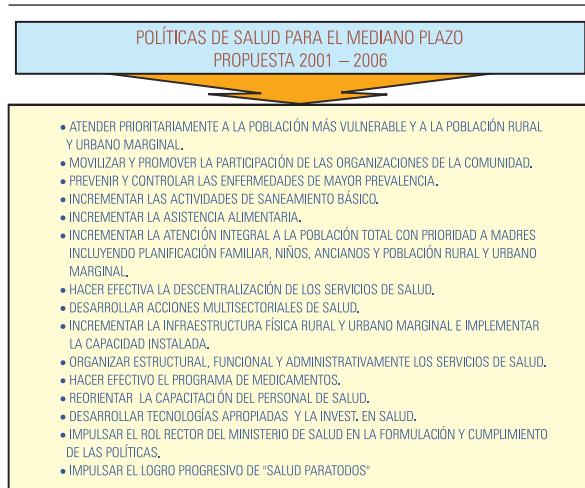 POLÍTICAS DE SALUD PARA EL MEDIANO PLAZO
PROPUESTA 2001 – 2006
• ATENDER PRIORITARIAMENTE A LA POBLACIÓN MÁS VULNERABLE Y A LA POBLACIÓN RURAL
Y URBANO MARGINAL.
• MOVILIZAR Y PROMOVER LA PARTICIPACIÓN DE LAS ORGANIZACIONES DE LA COMUNIDAD.
• PREVENIR Y CONTROLAR LAS ENFERMEDADES DE MAYOR PREVALENCIA.
• INCREMENTAR LAS ACTIVIDADES DE SANEAMIENTO BÁSICO.
• INCREMENTAR LA ASISTENCIA ALIMENTARIA.
• INCREMENTAR LA ATENCIÓN INTEGRAL A LA POBLACIÓN TOTAL CON PRIORIDAD A MADRES
INCLUYENDO PLANIFICACIÓN FAMILIAR, NIÑOS, ANCIANOS Y POBLACIÓN RURAL Y URBANO
MARGINAL.
• HACER EFECTIVA LA DESCENTRALIZACIÓN DE LOS SERVICIOS DE SALUD.
• DESARROLLAR ACCIONES MULTISECTORIALES DE SALUD.
• INCREMENTAR LA INFRAESTRUCTURA FÍSICA RURAL Y URBANO MARGINAL E IMPLEMENTAR
LA CAPACIDAD INSTALADA.
• ORGANIZAR ESTRUCTURAL, FUNCIONAL Y ADMINISTRATIVAMENTE LOS SERVICIOS DE SALUD.
• HACER EFECTIVO EL PROGRAMA DE MEDICAMENTOS.
• REORIENTAR LA CAPACITACIÓN DEL PERSONAL DE SALUD.
• DESARROLLAR TECNOLOGÍAS APROPIADAS Y LA INVEST. EN SALUD.
• IMPULSAR EL ROL RECTOR DEL MINISTERIO DE SALUD EN LA FORMULACIÓN Y CUMPLIMIENTO
DE LAS POLÍTICAS.
• IMPULSAR EL LOGRO PROGRESIVO DE "SALUD PARATODOS"